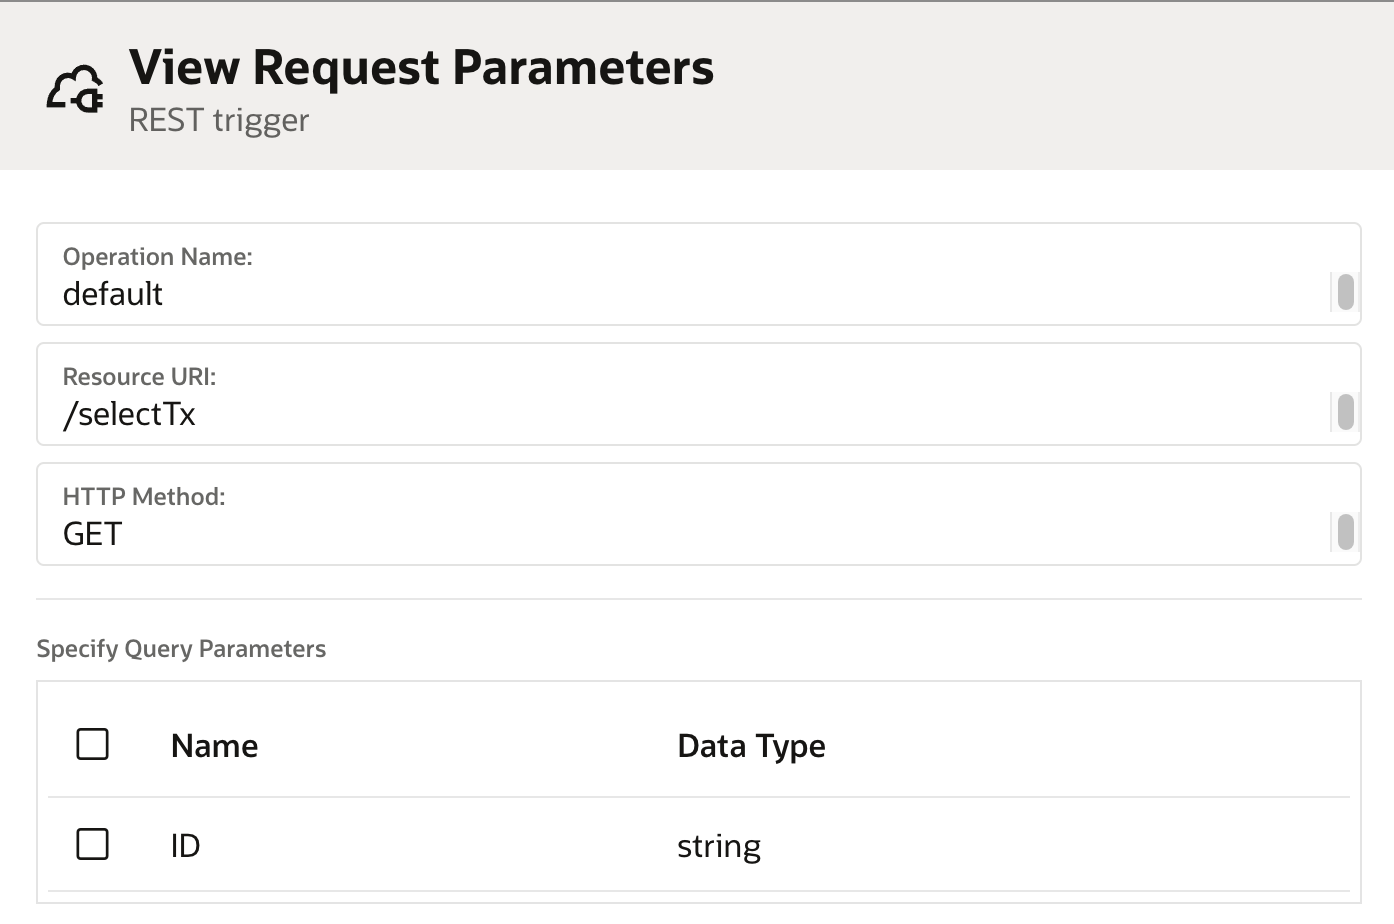 View Request Parameters
REST trigger
Operation Name:
default
Resource URI:
/selectTx
HTTP Method:
GET
Specify Query Parameters
Name Data Type
ID string